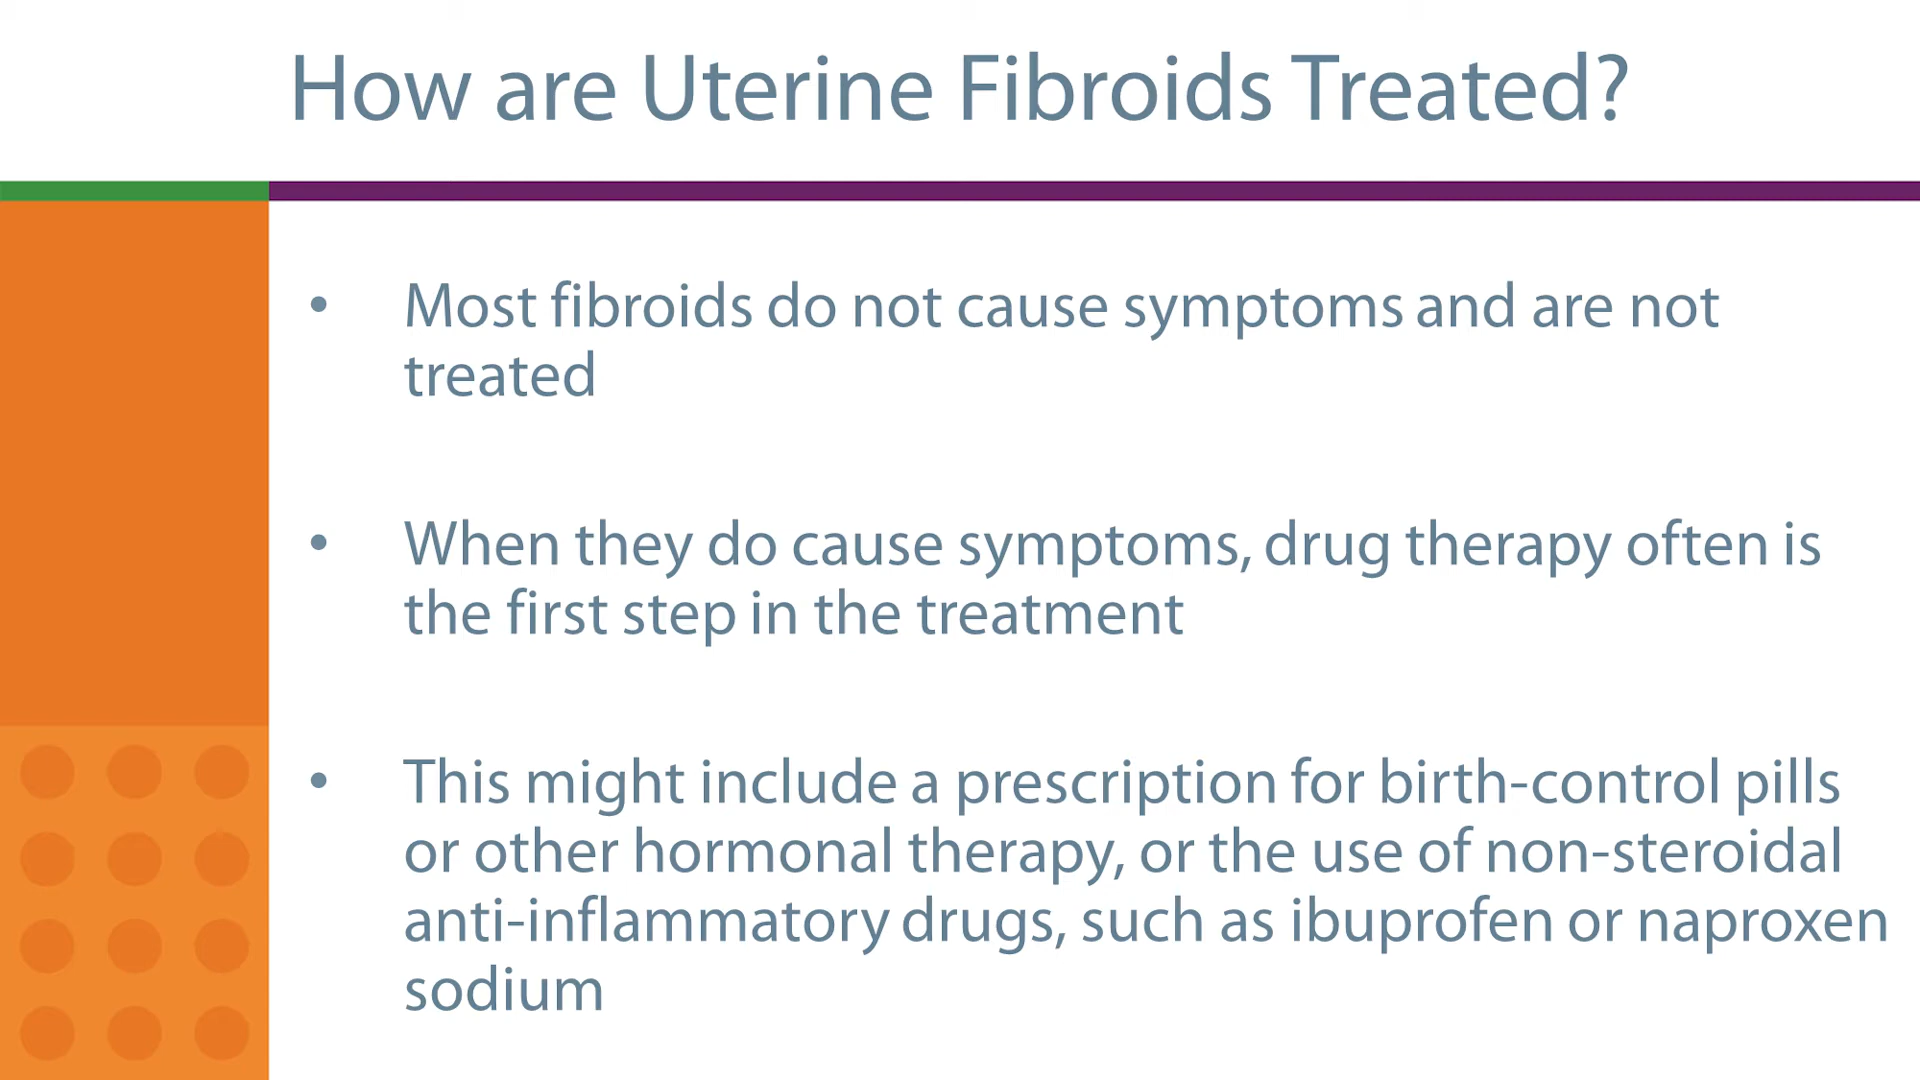 How are Uterine Fibroids Treated?
• Most fibroids do not cause symptoms and are not
treated
• When they do cause symptoms, drug therapy often is
the first step in the treatment
• This might include a prescription for birth-control pills
or other hormonal therapy, or the use of non-steroidal
anti-inflammatory drugs, such as ibuprofen or naproxen
sodium